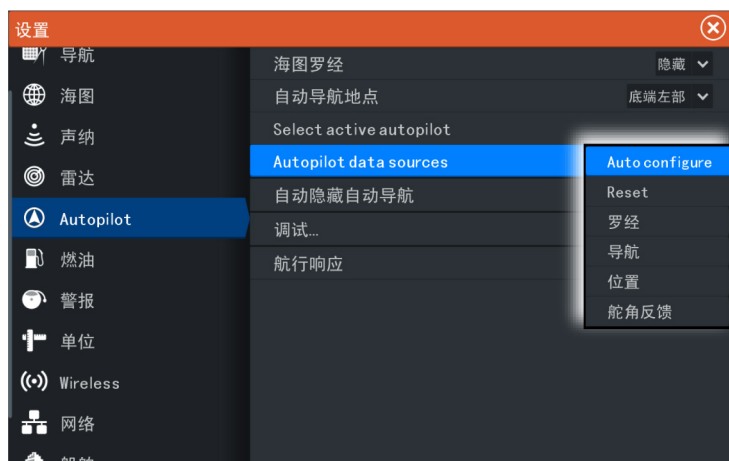 设置
导航
海图
声纳
雷达
Autopilot
燃油
警报
单位
Wireless
网络
海图罗经
隐藏
自动导航地点
底端左部
Select active autopilot
Autopilot data sources
自动隐藏自动导航
调试...
航行响应
Auto configure
Reset
罗经
导航
位置
舵角反馈